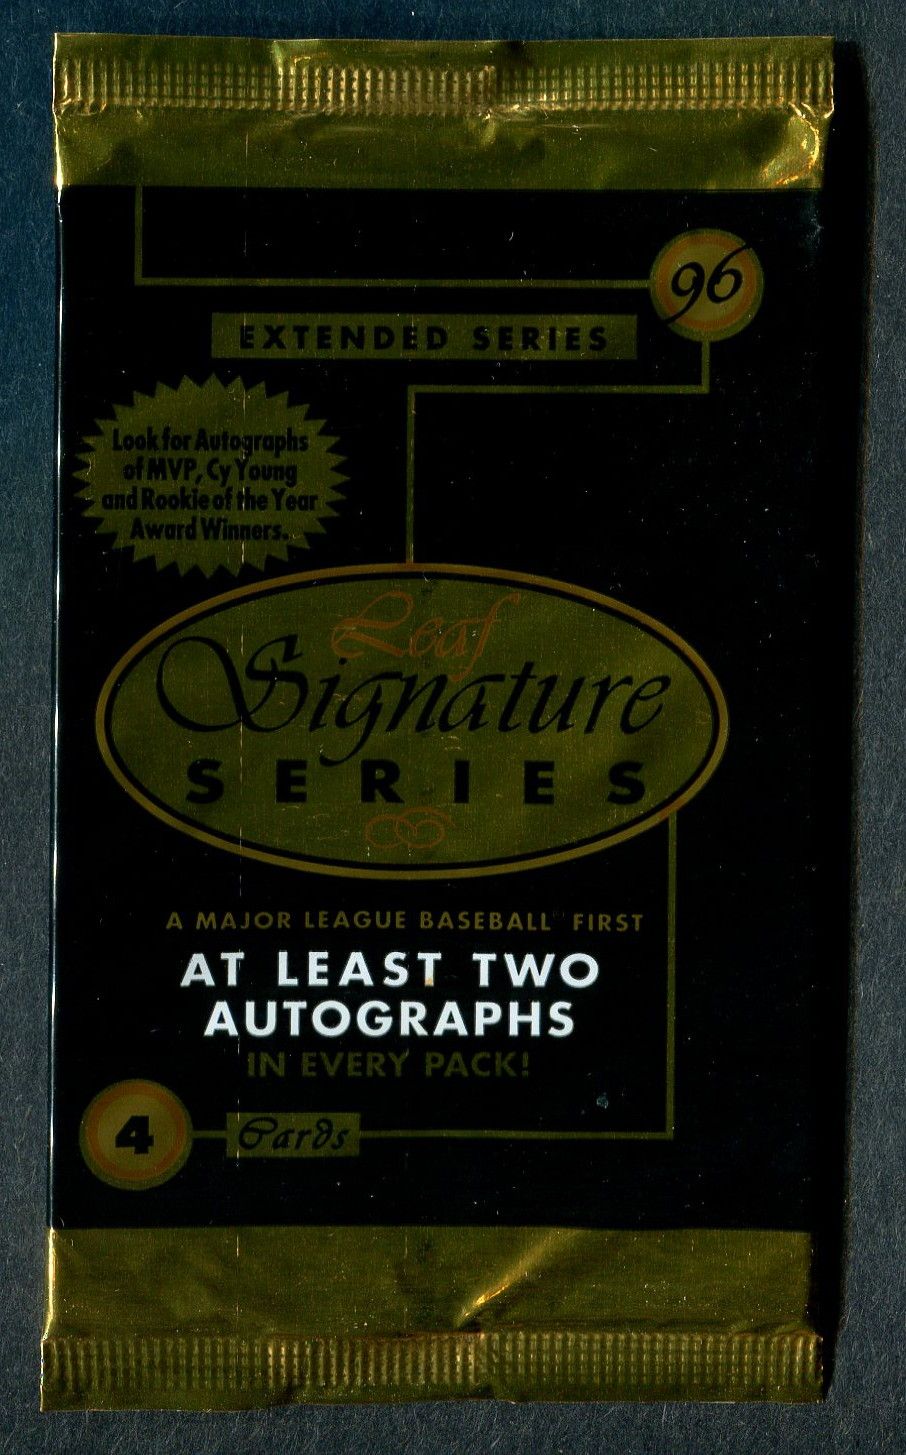 96
EXTENDED SERIES
Look for Autographs
of MVP, Cy Young
and Rookie of the Year
Award Winners.
Leaf
Signature
SERIES
A MAJOR LEAGUE BASEBALL FIRST
AT LEAST TWO
AUTOGRAPHS
IN EVERY PACK!
4 Cards